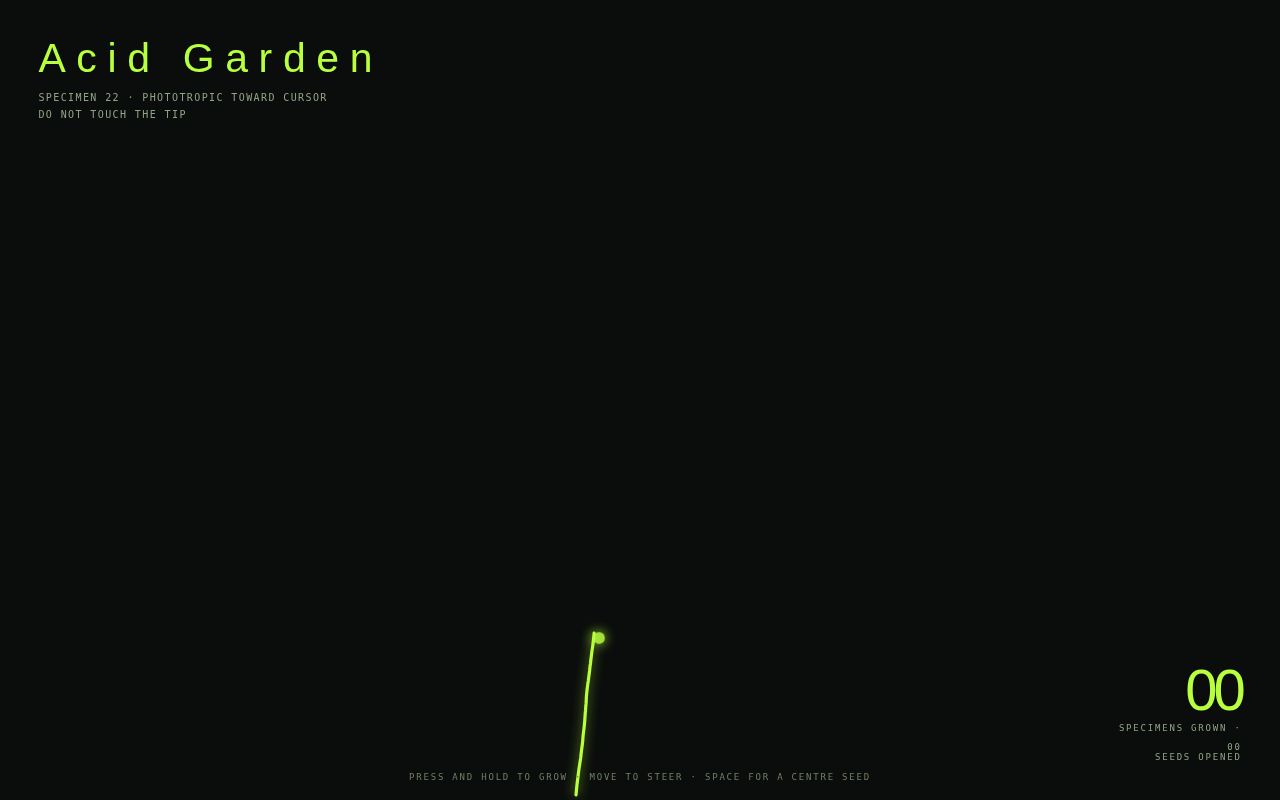 Acid Garden
SPECIMEN 22 · PHOTOTROPIC TOWARD CURSOR
DO NOT TOUCH THE TIP
00
SPECIMENS GROWN ·
00
SEEDS OPENED
PRESS AND HOLD TO GROW · MOVE TO STEER · SPACE FOR A CENTRE SEED